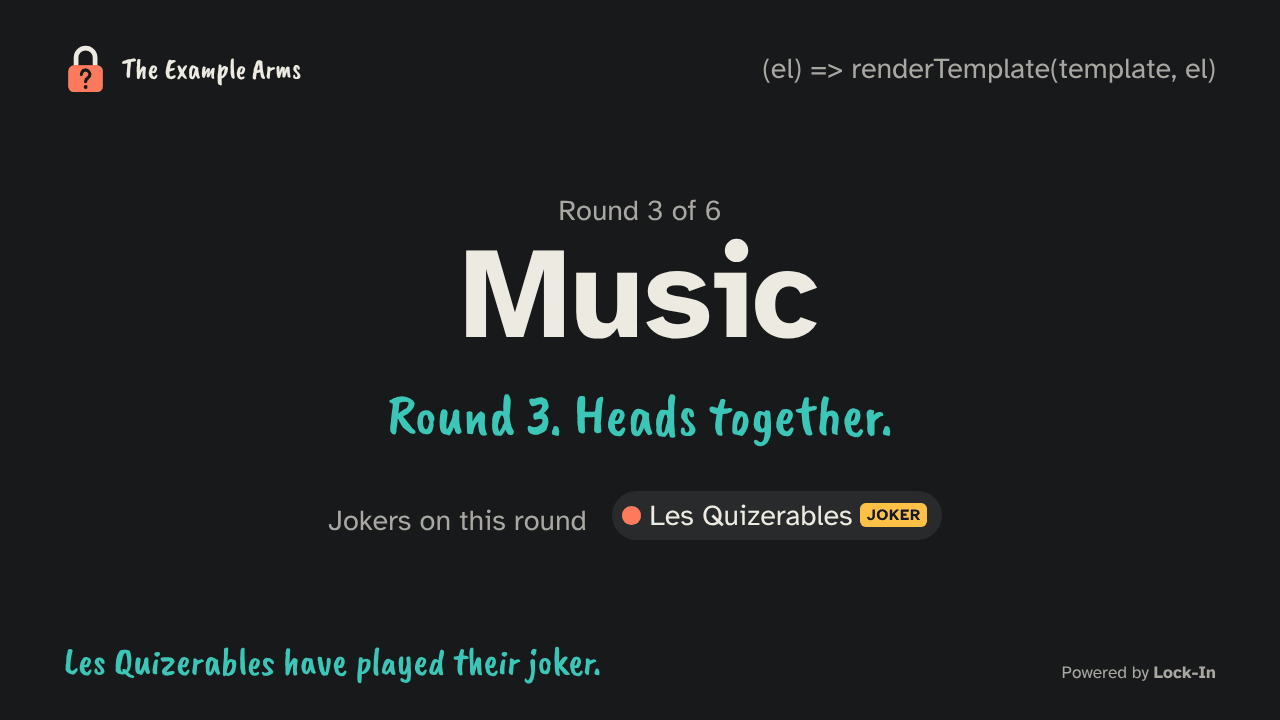 ?
The Example Arms
(el) => renderTemplate(template, el)
Round 3 of 6
Music
Round 3. Heads together.
Jokers on this round
Les Quizerables JOKER
Les Quizerables have played their joker.
Powered by Lock-In